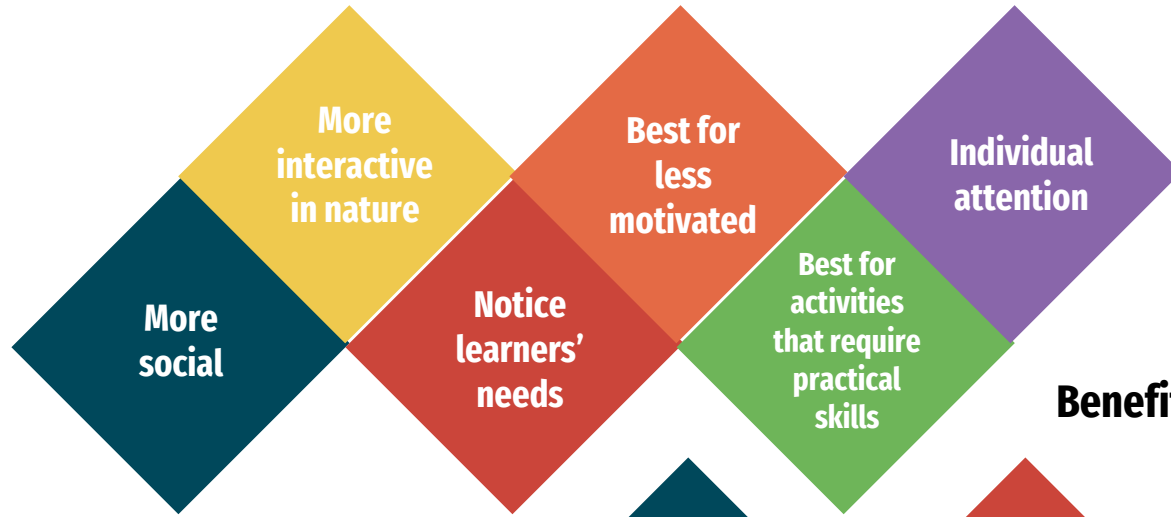 More
interactive
in nature
Best for
less
motivated
Individual
attention
More
social
Notice
learners’
needs
Best for
activities
that require
practical
skills